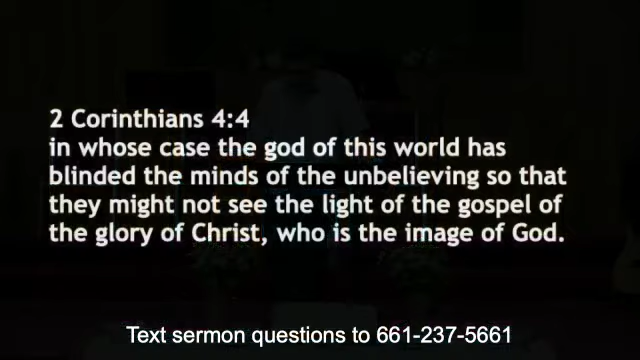 2 Corinthians 4:4
in whose case the god of this world has
blinded the minds of the unbelieving so that
they might not see the light of the gospel of
the glory of Christ, who is the image of God.
Text sermon questions to 661-237-5661